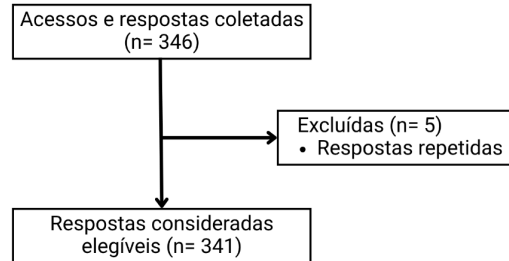 Acessos e respostas coletadas
(n= 346)
Excluídas (n= 5)
• Respostas repetidas
Respostas consideradas
elegíveis (n= 341)